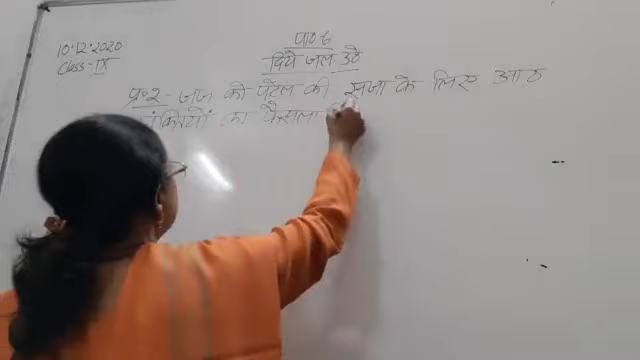 10.12.2020
Class-IX
पाठ 6
दिये जल उठे
प्र.2 - जज को पटेल की सजा के लिए आठ
का फैसला